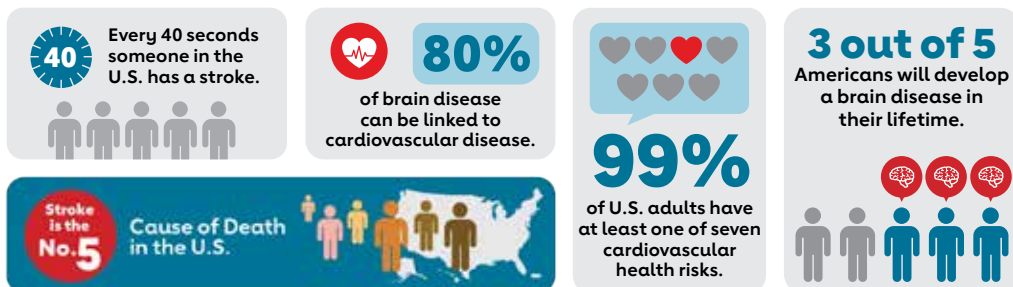 40
Every 40 seconds
someone in the
U.S. has a stroke.
80%
of brain disease
can be linked to
cardiovascular disease.
Stroke
is the
No.5
Cause of Death
in the U.S.
99%
of U.S. adults have
at least one of seven
cardiovascular
health risks.
3 out of 5
Americans will develop
a brain disease in
their lifetime.